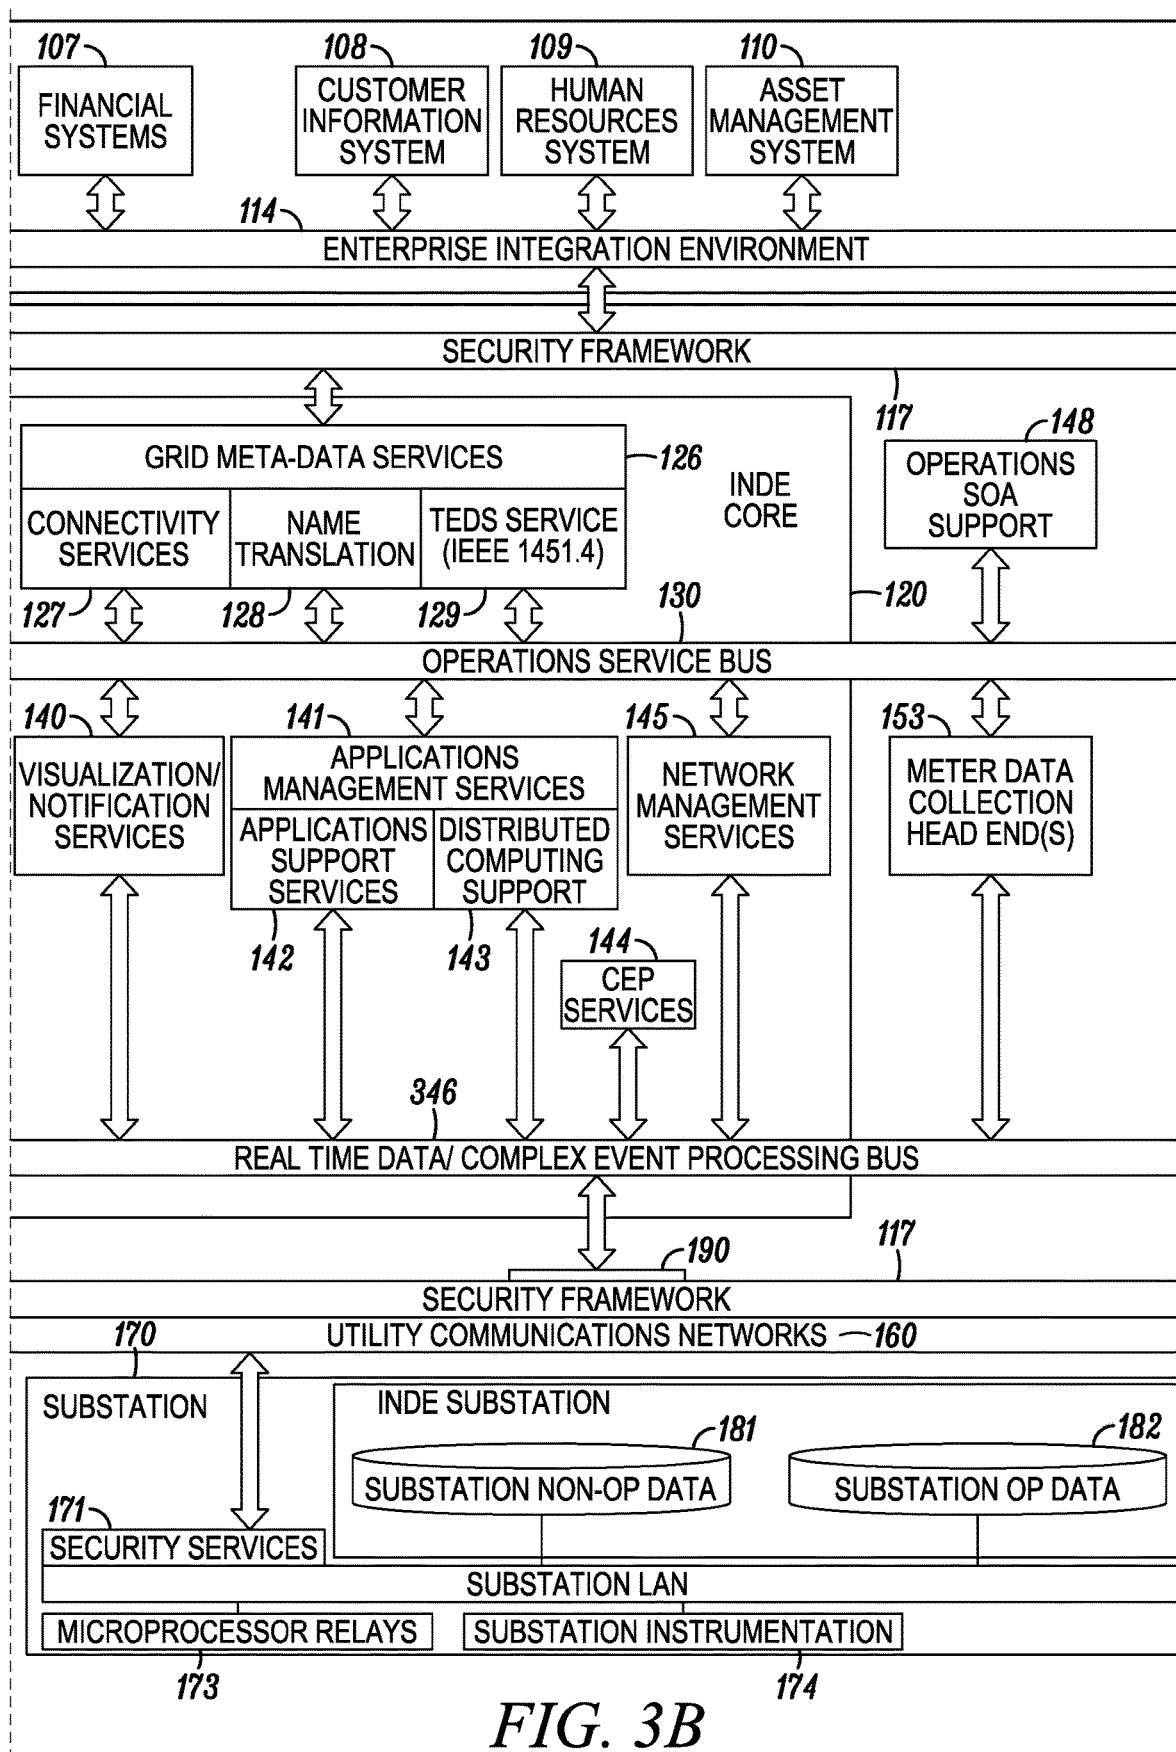 107
108
109
110
FINANCIAL
SYSTEMS
CUSTOMER
INFORMATION
SYSTEM
HUMAN
RESOURCES
SYSTEM
ASSET
MANAGEMENT
SYSTEM
114
ENTERPRISE INTEGRATION ENVIRONMENT
SECURITY FRAMEWORK
117
GRID META-DATA SERVICES
126
CONNECTIVITY
SERVICES
NAME
TRANSLATION
TEDS SERVICE
(IEEE 1451.4)
127
128
129
INDE
CORE
148
OPERATIONS
SOA
SUPPORT
120
130
OPERATIONS SERVICE BUS
140
VISUALIZATION/
NOTIFICATION
SERVICES
141
APPLICATIONS
MANAGEMENT SERVICES
APPLICATIONS
SUPPORT
SERVICES
DISTRIBUTED
COMPUTING
SUPPORT
142
143
145
NETWORK
MANAGEMENT
SERVICES
153
METER DATA
COLLECTION
HEAD END(S)
144
CEP
SERVICES
346
REAL TIME DATA/ COMPLEX EVENT PROCESSING BUS
190
117
SECURITY FRAMEWORK
UTILITY COMMUNICATIONS NETWORKS 160
170
SUBSTATION
INDE SUBSTATION
181
SUBSTATION NON-OP DATA
182
SUBSTATION OP DATA
171
SECURITY SERVICES
SUBSTATION LAN
MICROPROCESSOR RELAYS
SUBSTATION INSTRUMENTATION
173
174
FIG. 3B